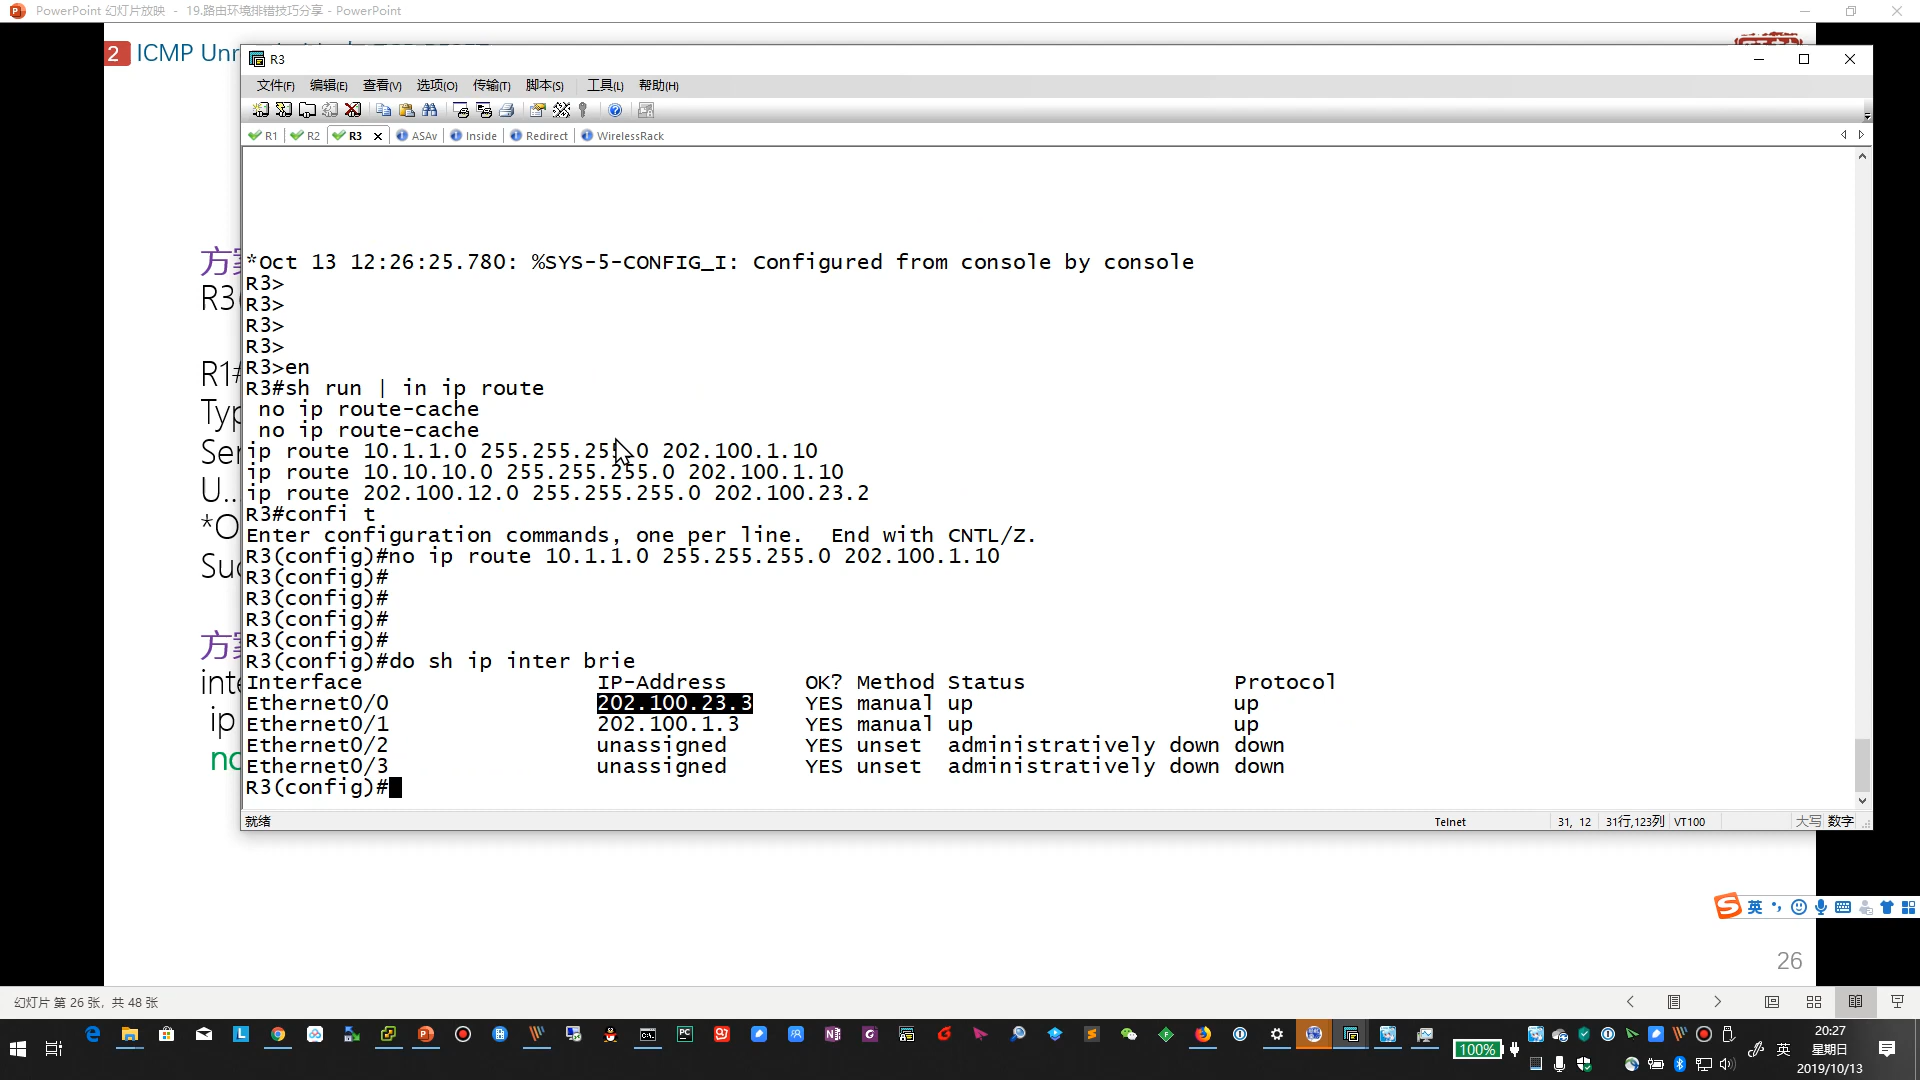 PowerPoint 幻灯片放映 - 19.路由环境排错技巧分享 - PowerPoint
2 ICMP Unr
R3
文件(F) 编辑(E) 查看(V) 选项(O) 传输(T) 脚本(S) 工具(L) 帮助(H)
R1 R2 R3 ASAv Inside Redirect WirelessRack
*Oct 13 12:26:25.780: %SYS-5-CONFIG_I: Configured from console by console
R3>
R3>
R3>
R3>
R3>en
R3#sh run | in ip route
no ip route-cache
no ip route-cache
ip route 10.1.1.0 255.255.255.0 202.100.1.10
ip route 10.10.10.0 255.255.255.0 202.100.1.10
ip route 202.100.12.0 255.255.255.0 202.100.23.2
R3#confi t
Enter configuration commands, one per line. End with CNTL/Z.
R3(config)#no ip route 10.1.1.0 255.255.255.0 202.100.1.10
R3(config)#
R3(config)#
R3(config)#
R3(config)#
R3(config)#do sh ip inter brie
Interface IP-Address OK? Method Status Protocol
Ethernet0/0 202.100.23.3 YES manual up up
Ethernet0/1 202.100.1.3 YES manual up up
Ethernet0/2 unassigned YES unset administratively down down
Ethernet0/3 unassigned YES unset administratively down down
R3(config)#
就绪 Telnet 31, 12 31行,123列 VT100 大写 数字
方
R3
R1#
Typ
Ser
U..
*O
Suc
方
inte
ip
no
英
26
幻灯片 第 26 张，共 48 张
100%
英
20:27
星期日
2019/10/13